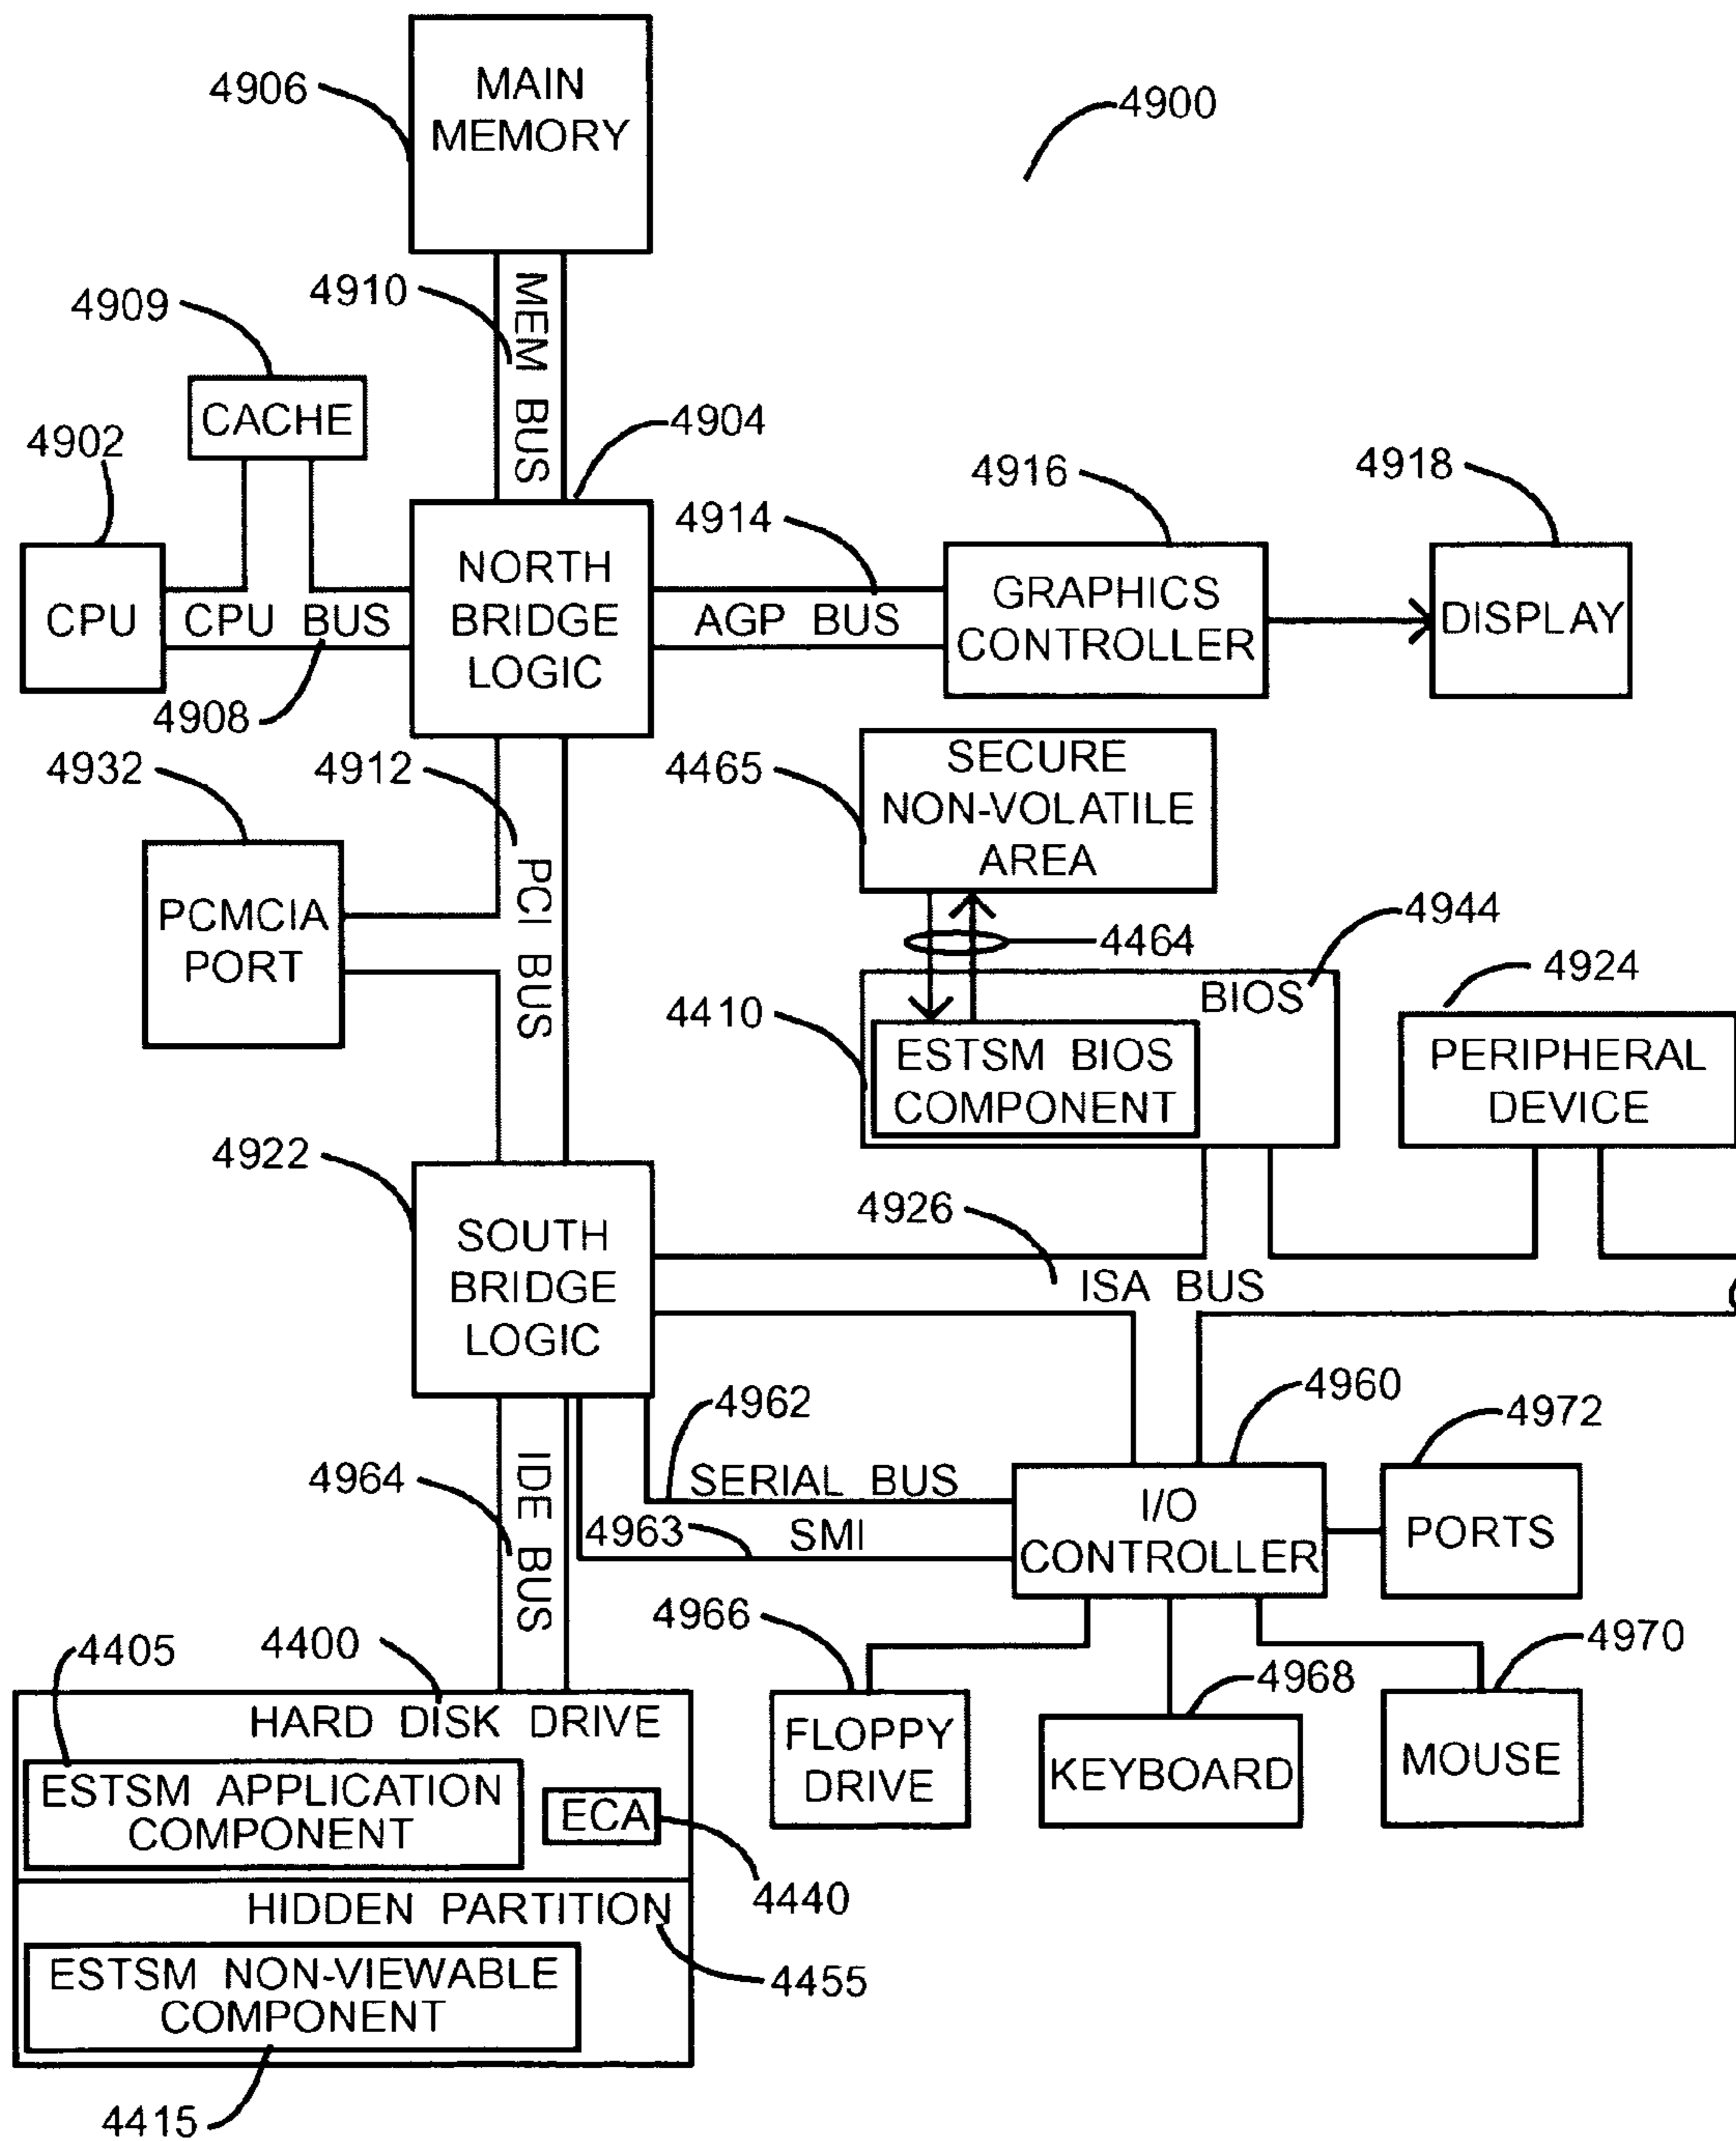 MAIN
MEMORY
4906
4900
4910
MEM BUS
4909
CACHE
4902
4904
4916
4918
4914
CPU
CPU BUS
NORTH
BRIDGE
LOGIC
AGP BUS
GRAPHICS
CONTROLLER
DISPLAY
4908
4932
4912
4465
SECURE
NON-VOLATILE
AREA
PCMCIA
PORT
PCI BUS
4464
4944
4924
4410
BIOS
ESTSM BIOS
COMPONENT
PERIPHERAL
DEVICE
4922
4926
SOUTH
BRIDGE
LOGIC
ISA BUS
4962
4960
4972
4964
IDE BUS
SERIAL BUS
4963
SMI
I/O
CONTROLLER
PORTS
4966
4968
4970
4405
4400
HARD DISK DRIVE
ESTSM APPLICATION
COMPONENT
ECA
4440
FLOPPY
DRIVE
KEYBOARD
MOUSE
HIDDEN PARTITION
4455
ESTSM NON-VIEWABLE
COMPONENT
4415